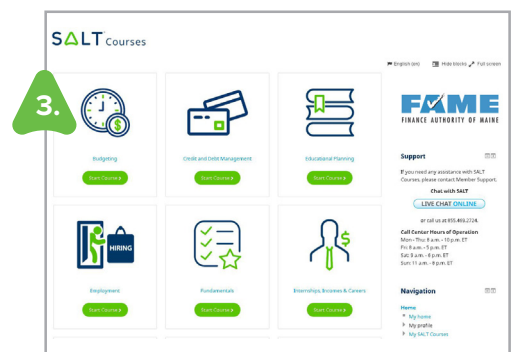 SALT Courses
English (en) Hide blocks Full screen
3.
Budgeting
Start Course >
Credit and Debt Management
Start Course >
Educational Planning
Start Course >
HIRING
Employment
Start Course >
Fundamentals
Start Course >
Internships, Incomes & Careers
Start Course >
FAME
FINANCE AUTHORITY OF MAINE
Support
If you need any assistance with SALT
Courses, please contact Member Support.
Chat with SALT
LIVE CHAT ONLINE
or call us at 855.469.2724.
Call Center Hours of Operation
Mon - Thu: 8 a.m. - 10 p.m. ET
Fri: 8 a.m. - 5 p.m. ET
Sun: 11 a.m. - 8 p.m. ET
Navigation
Home
My home
My profile
My SALT Courses